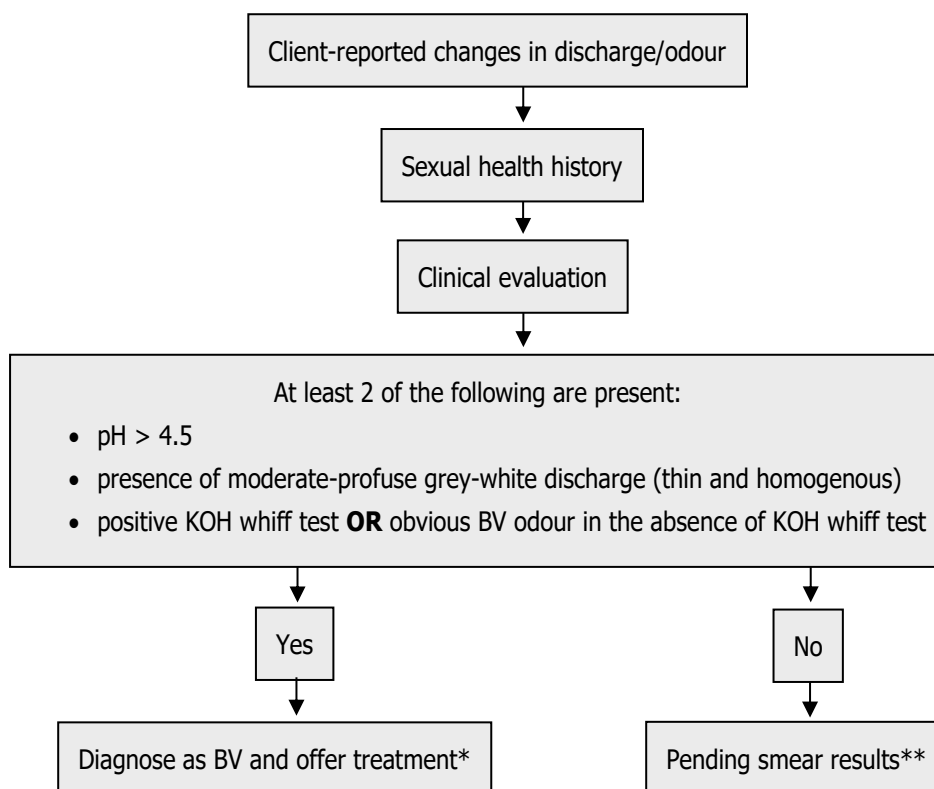 Client-reported changes in discharge/odour
Sexual health history
Clinical evaluation
At least 2 of the following are present:
• pH > 4.5
• presence of moderate-profuse grey-white discharge (thin and homogenous)
• positive KOH whiff test OR obvious BV odour in the absence of KOH whiff test
Yes
No
Diagnose as BV and offer treatment*
Pending smear results**